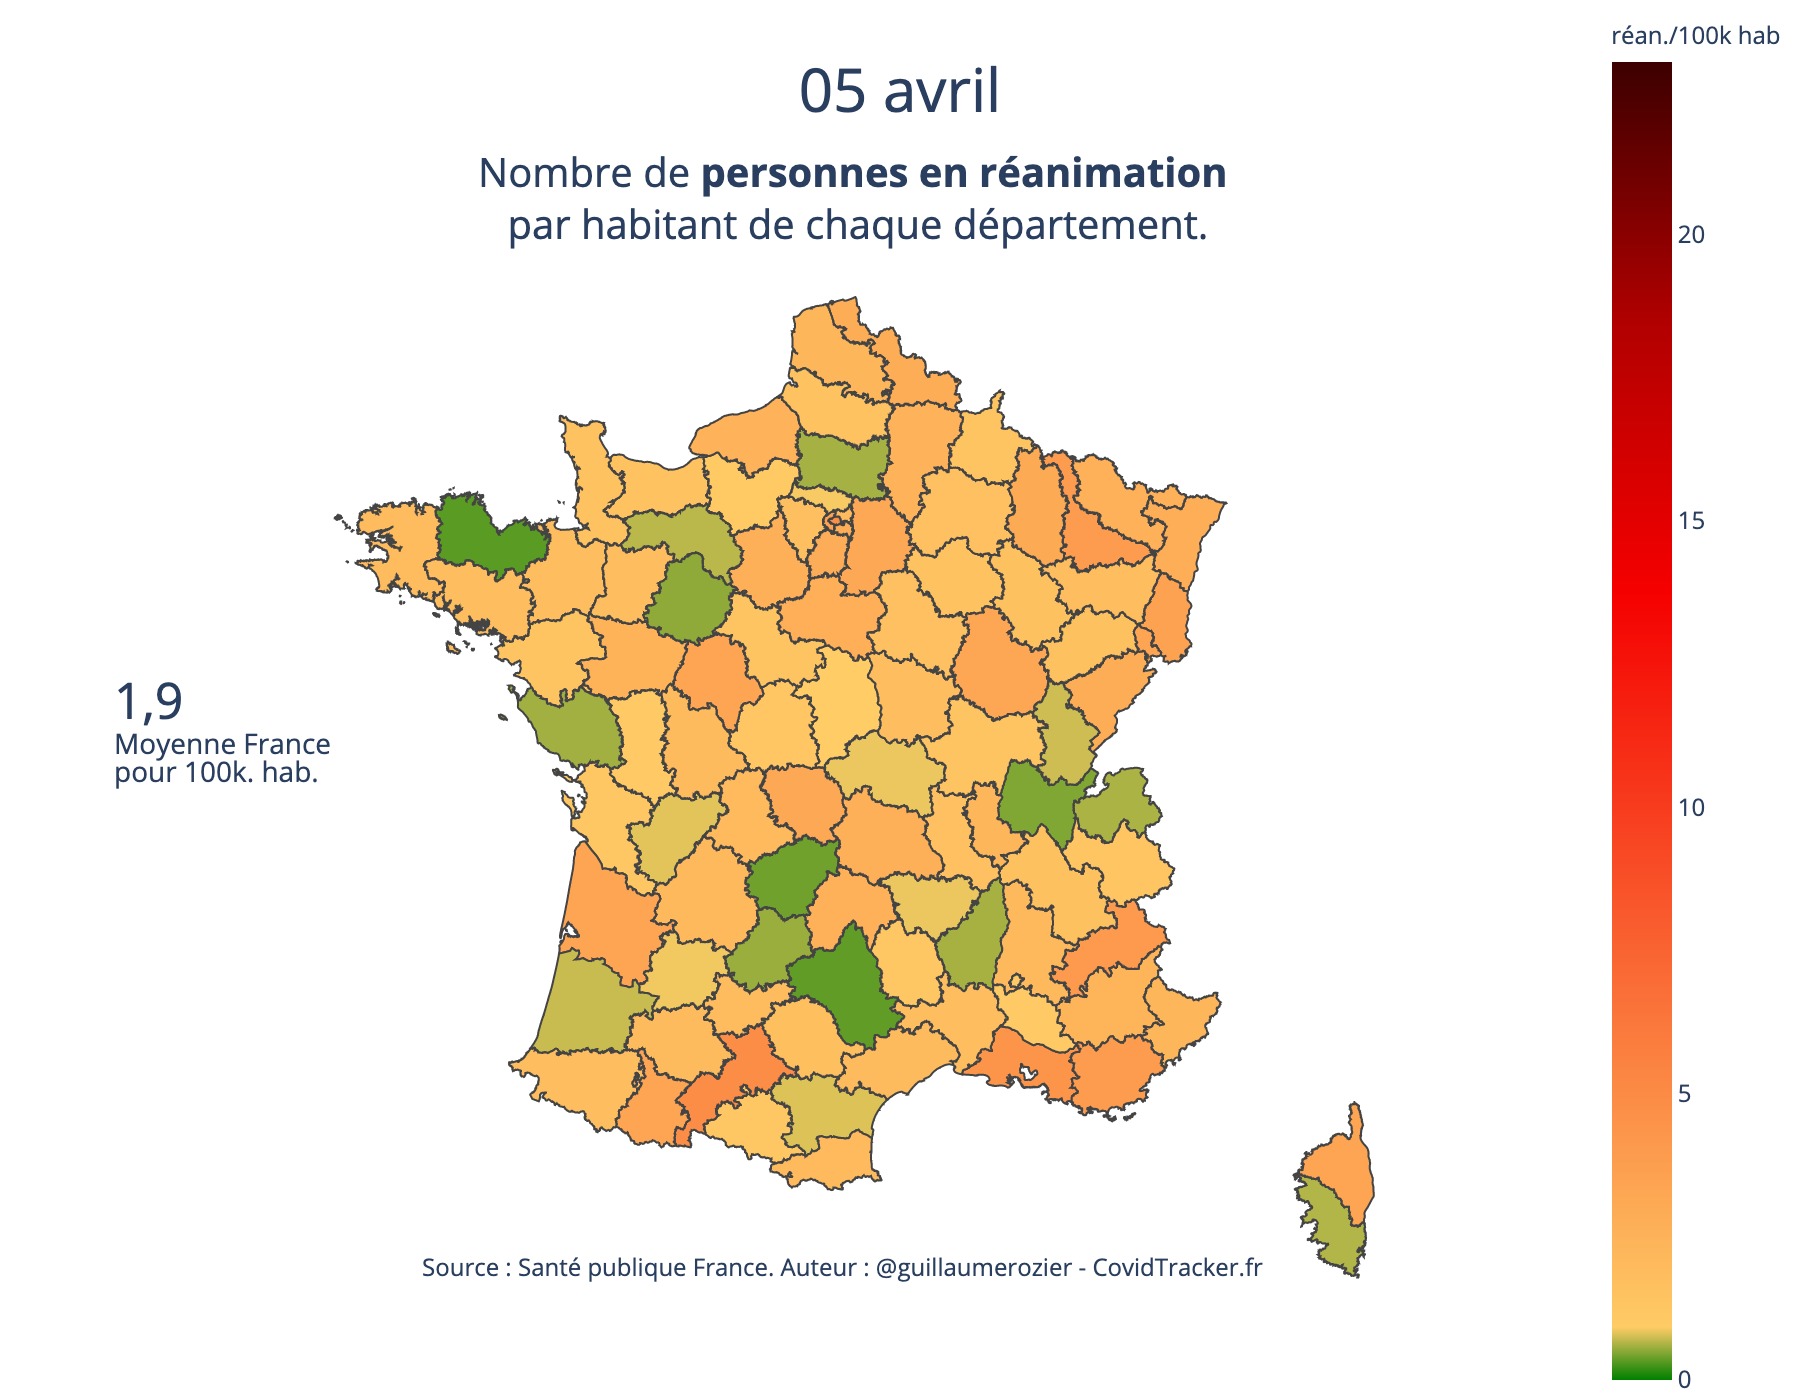 réan./100k hab
05 avril
Nombre de personnes en réanimation
par habitant de chaque département.
20
15
1,9
Moyenne France
pour 100k. hab.
10
5
Source : Santé publique France. Auteur : @guillaumerozier - CovidTracker.fr
0